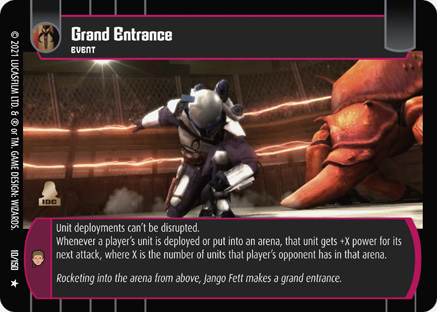 Grand Entrance
EVENT
© 2021 LUCASFILM LTD. & ® or TM. GAME DESIGN: WIZARDS.
IDC
10/150
Unit deployments can't be disrupted.
Whenever a player's unit is deployed or put into an arena, that unit gets +X power for its
next attack, where X is the number of units that player's opponent has in that arena.
Rocketing into the arena from above, Jango Fett makes a grand entrance.